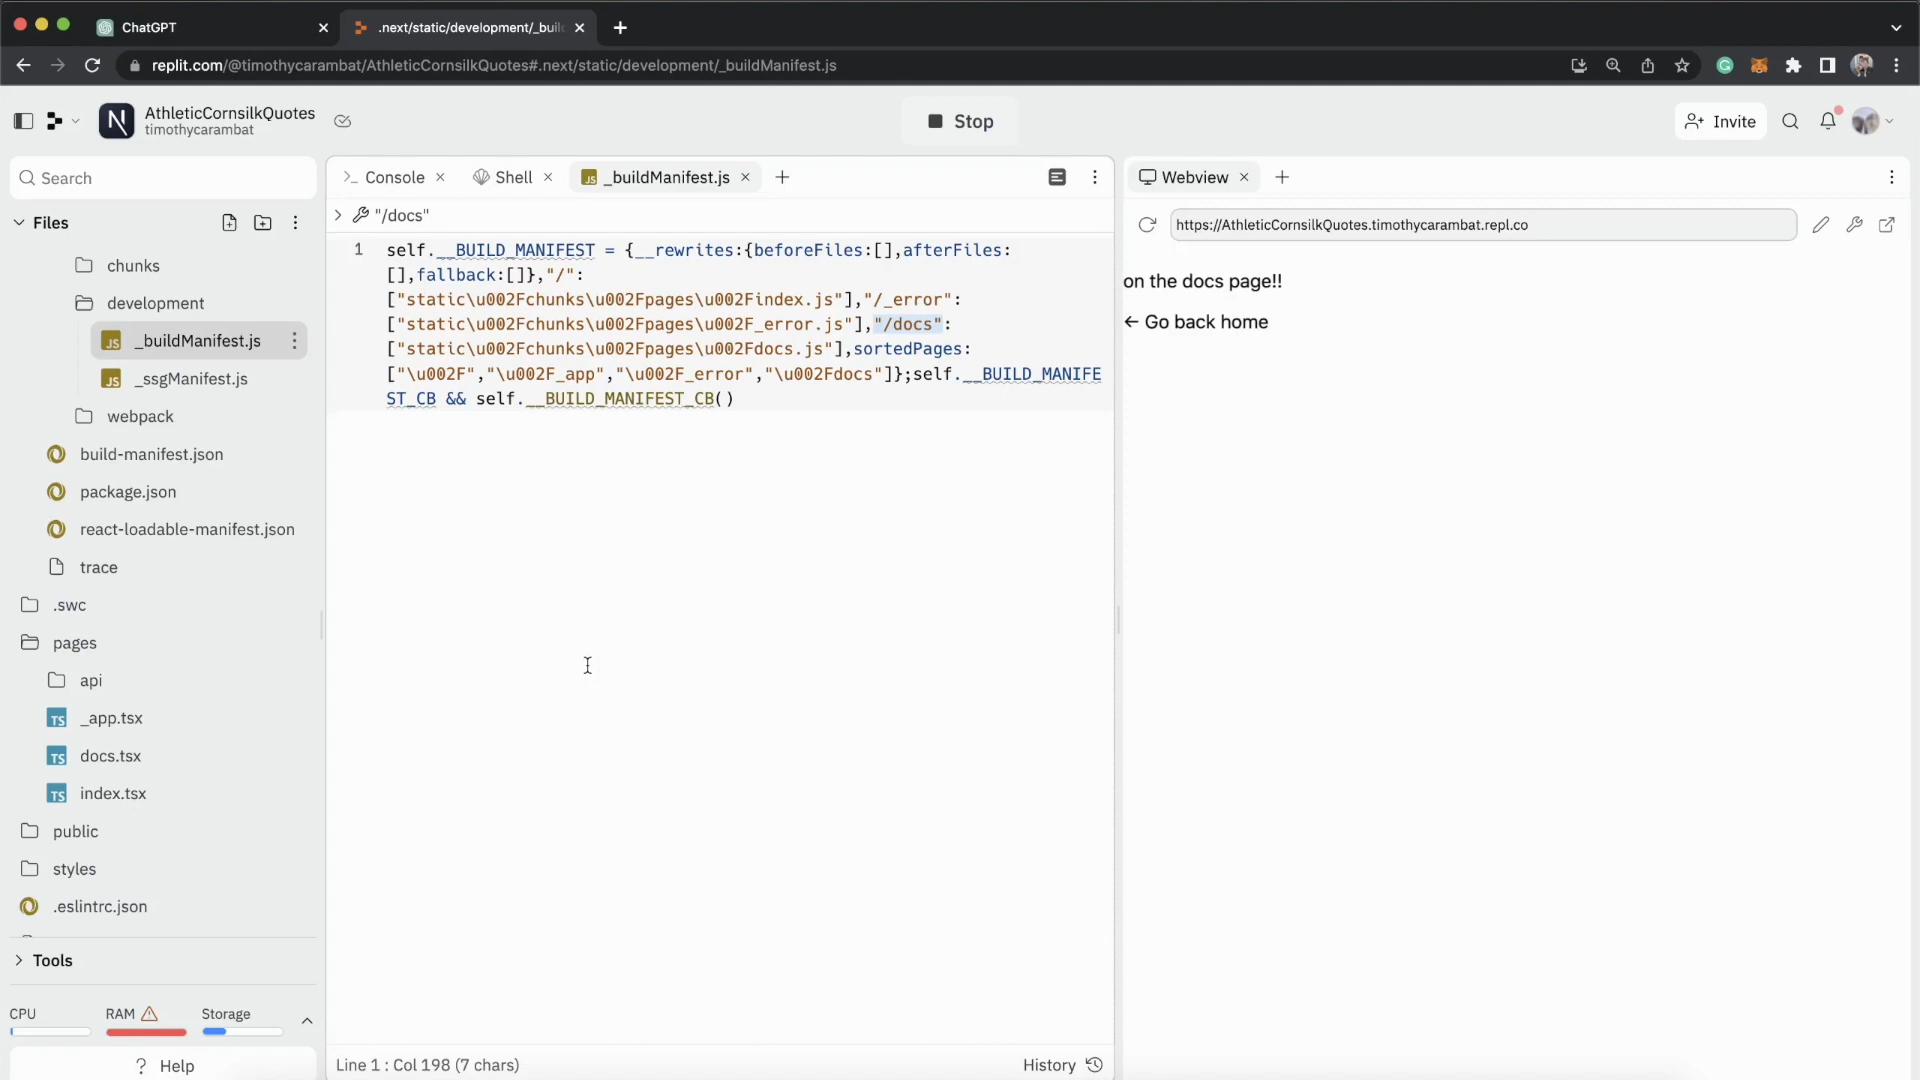 ChatGPT
.next/static/development/_buil
replit.com/@timothycarambat/AthleticCornsilkQuotes#.next/static/development/_buildManifest.js
AthleticCornsilkQuotes
timothycarambat
Stop
Invite
Search
Console
Shell
_buildManifest.js
Webview
Files
"/docs"
https://AthleticCornsilkQuotes.timothycarambat.repl.co
chunks
development
_buildManifest.js
_ssgManifest.js
webpack
build-manifest.json
package.json
react-loadable-manifest.json
trace
.swc
pages
api
_app.tsx
docs.tsx
index.tsx
public
styles
.eslintrc.json
Tools
CPU
RAM
Storage
? Help
1
self.__BUILD_MANIFEST = {__rewrites:{beforeFiles:[],afterFiles:
[],fallback:[]},"/":
["static\u002Fchunks\u002Fpages\u002Findex.js"],"/_error":
["static\u002Fchunks\u002Fpages\u002F_error.js"],"/docs":
["static\u002Fchunks\u002Fpages\u002Fdocs.js"],sortedPages:
["\u002F","\u002F_app","\u002F_error","\u002Fdocs"]};self.__BUILD_MANIFE
ST_CB && self.__BUILD_MANIFEST_CB()
Line 1 : Col 198 (7 chars)
History
on the docs page!!
← Go back home